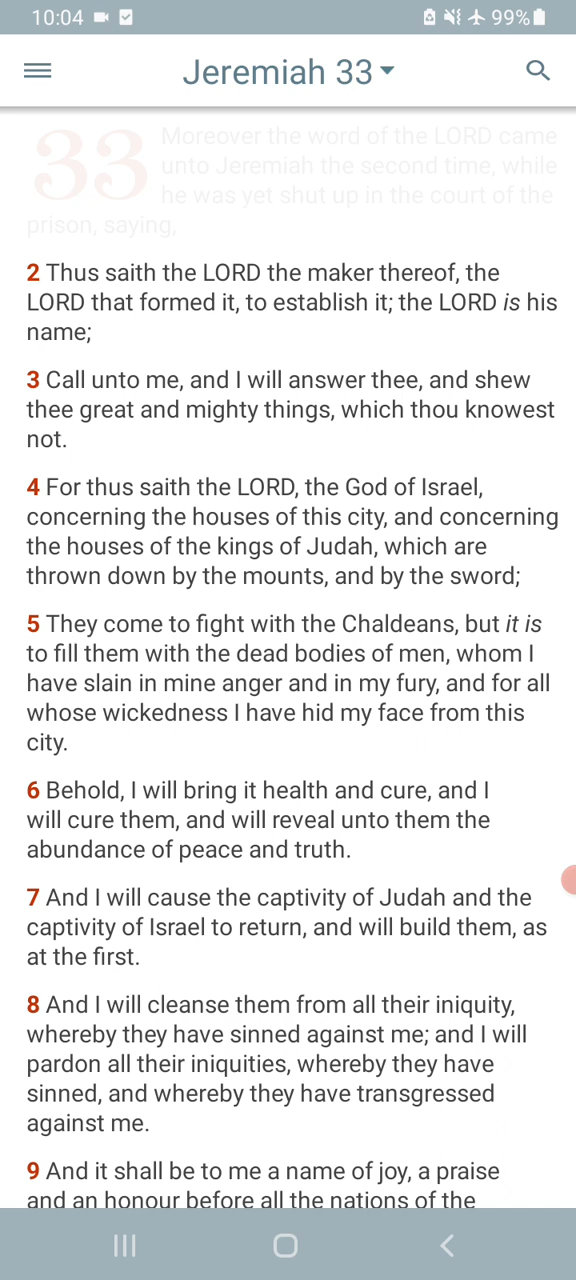 10:04 99%
Jeremiah 33
33 Moreover the word of the LORD came
unto Jeremiah the second time, while
he was yet shut up in the court of the
prison, saying,
2 Thus saith the LORD the maker thereof, the
LORD that formed it, to establish it; the LORD is his
name;
3 Call unto me, and I will answer thee, and shew
thee great and mighty things, which thou knowest
not.
4 For thus saith the LORD, the God of Israel,
concerning the houses of this city, and concerning
the houses of the kings of Judah, which are
thrown down by the mounts, and by the sword;
5 They come to fight with the Chaldeans, but it is
to fill them with the dead bodies of men, whom I
have slain in mine anger and in my fury, and for all
whose wickedness I have hid my face from this
city.
6 Behold, I will bring it health and cure, and I
will cure them, and will reveal unto them the
abundance of peace and truth.
7 And I will cause the captivity of Judah and the
captivity of Israel to return, and will build them, as
at the first.
8 And I will cleanse them from all their iniquity,
whereby they have sinned against me; and I will
pardon all their iniquities, whereby they have
sinned, and whereby they have transgressed
against me.
9 And it shall be to me a name of joy, a praise
and an honour before all the nations of the